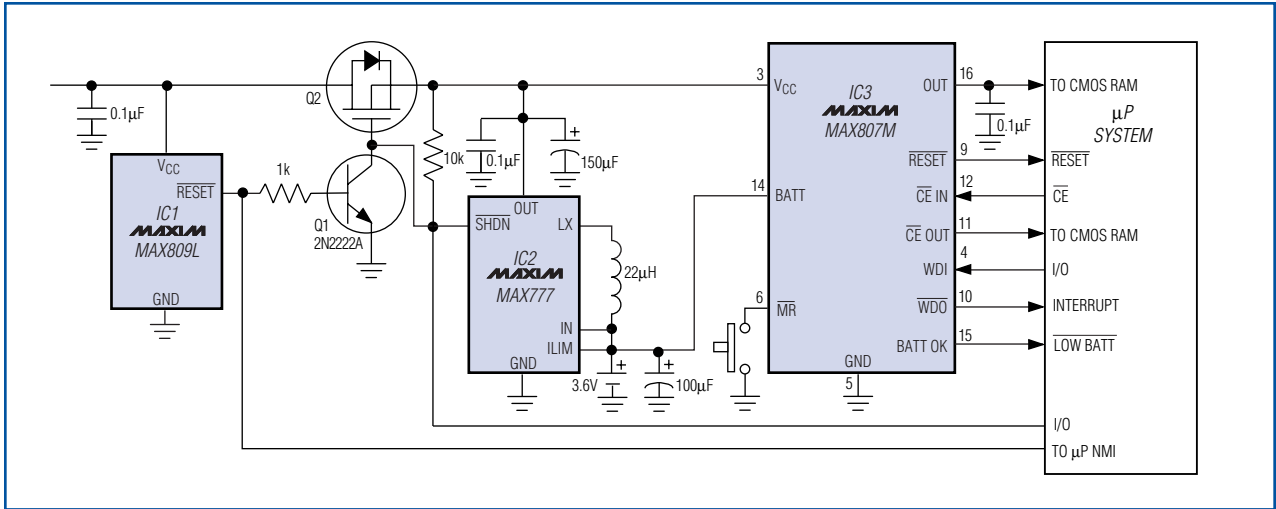 0.1µF
VCC
RESET
IC1
MAXIM
MAX809L
GND
1k
Q2
Q1
2N2222A
10k
0.1µF
+
150µF
OUT
SHDN
LX
IC2
MAXIM
MAX777
22µH
IN
ILIM
GND
3.6V
+
+
100µF
3
VCC
IC3
MAXIM
MAX807M
14
BATT
6
MR
GND
5
OUT
16
RESET
9
CE IN
12
CE OUT
11
WDI
4
WDO
10
BATT OK
15
0.1µF
TO CMOS RAM
µP
SYSTEM
RESET
CE
TO CMOS RAM
I/O
INTERRUPT
LOW BATT
I/O
TO µP NMI